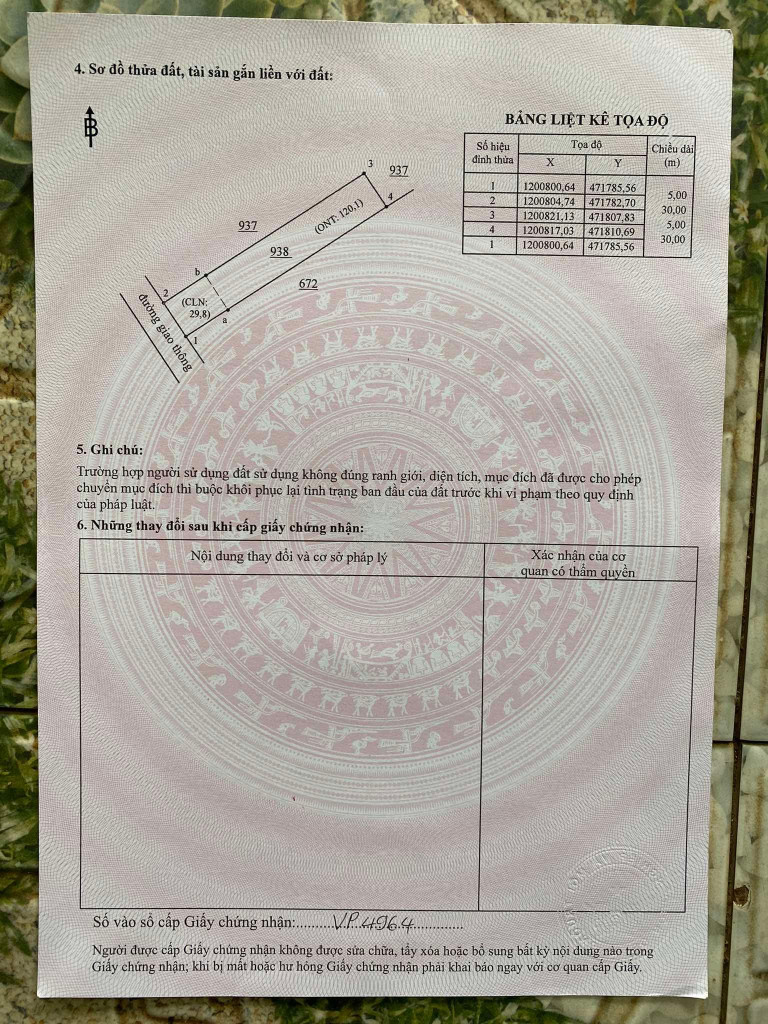 4. Sơ đồ thửa đất, tài sản gắn liền với đất:
B
BẢNG LIỆT KÊ TỌA ĐỘ
Số hiệu đỉnh thửa | Tọa độ X | Tọa độ Y | Chiều dài (m)
1 1200800,64 471785,56
5,00
2 1200804,74 471782,70
30,00
3 1200821,13 471807,83
5,00
4 1200817,03 471810,69
30,00
1 1200800,64 471785,56
3
937
4
(ONT: 120,1)
937
938
b
672
2
(CLN:
29,8)
a
1
đường giao thông
5. Ghi chú:
Trường hợp người sử dụng đất sử dụng không đúng ranh giới, diện tích, mục đích đã được cho phép
chuyển mục đích thì buộc khôi phục lại tình trạng ban đầu của đất trước khi vi phạm theo quy định
của pháp luật.
6. Những thay đổi sau khi cấp giấy chứng nhận:
Nội dung thay đổi và cơ sở pháp lý
Xác nhận của cơ
quan có thẩm quyền
Số vào sổ cấp Giấy chứng nhận:.........VP.4964.............
Người được cấp Giấy chứng nhận không được sửa chữa, tẩy xóa hoặc bổ sung bất kỳ nội dung nào trong
Giấy chứng nhận; khi bị mất hoặc hư hỏng Giấy chứng nhận phải khai báo ngay với cơ quan cấp Giấy.